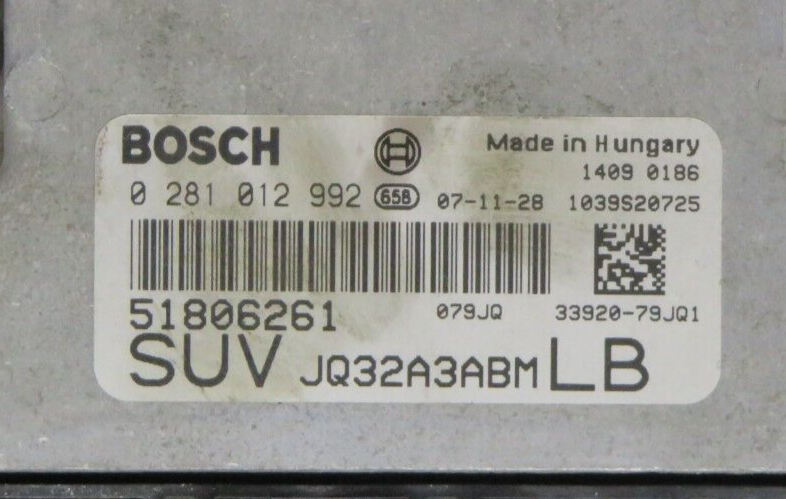 BOSCH
Made in Hungary
1409 0186
0 281 012 992 658 07-11-28 1039S20725
51806261 079JQ 33920-79JQ1
SUV JQ32A3ABM LB